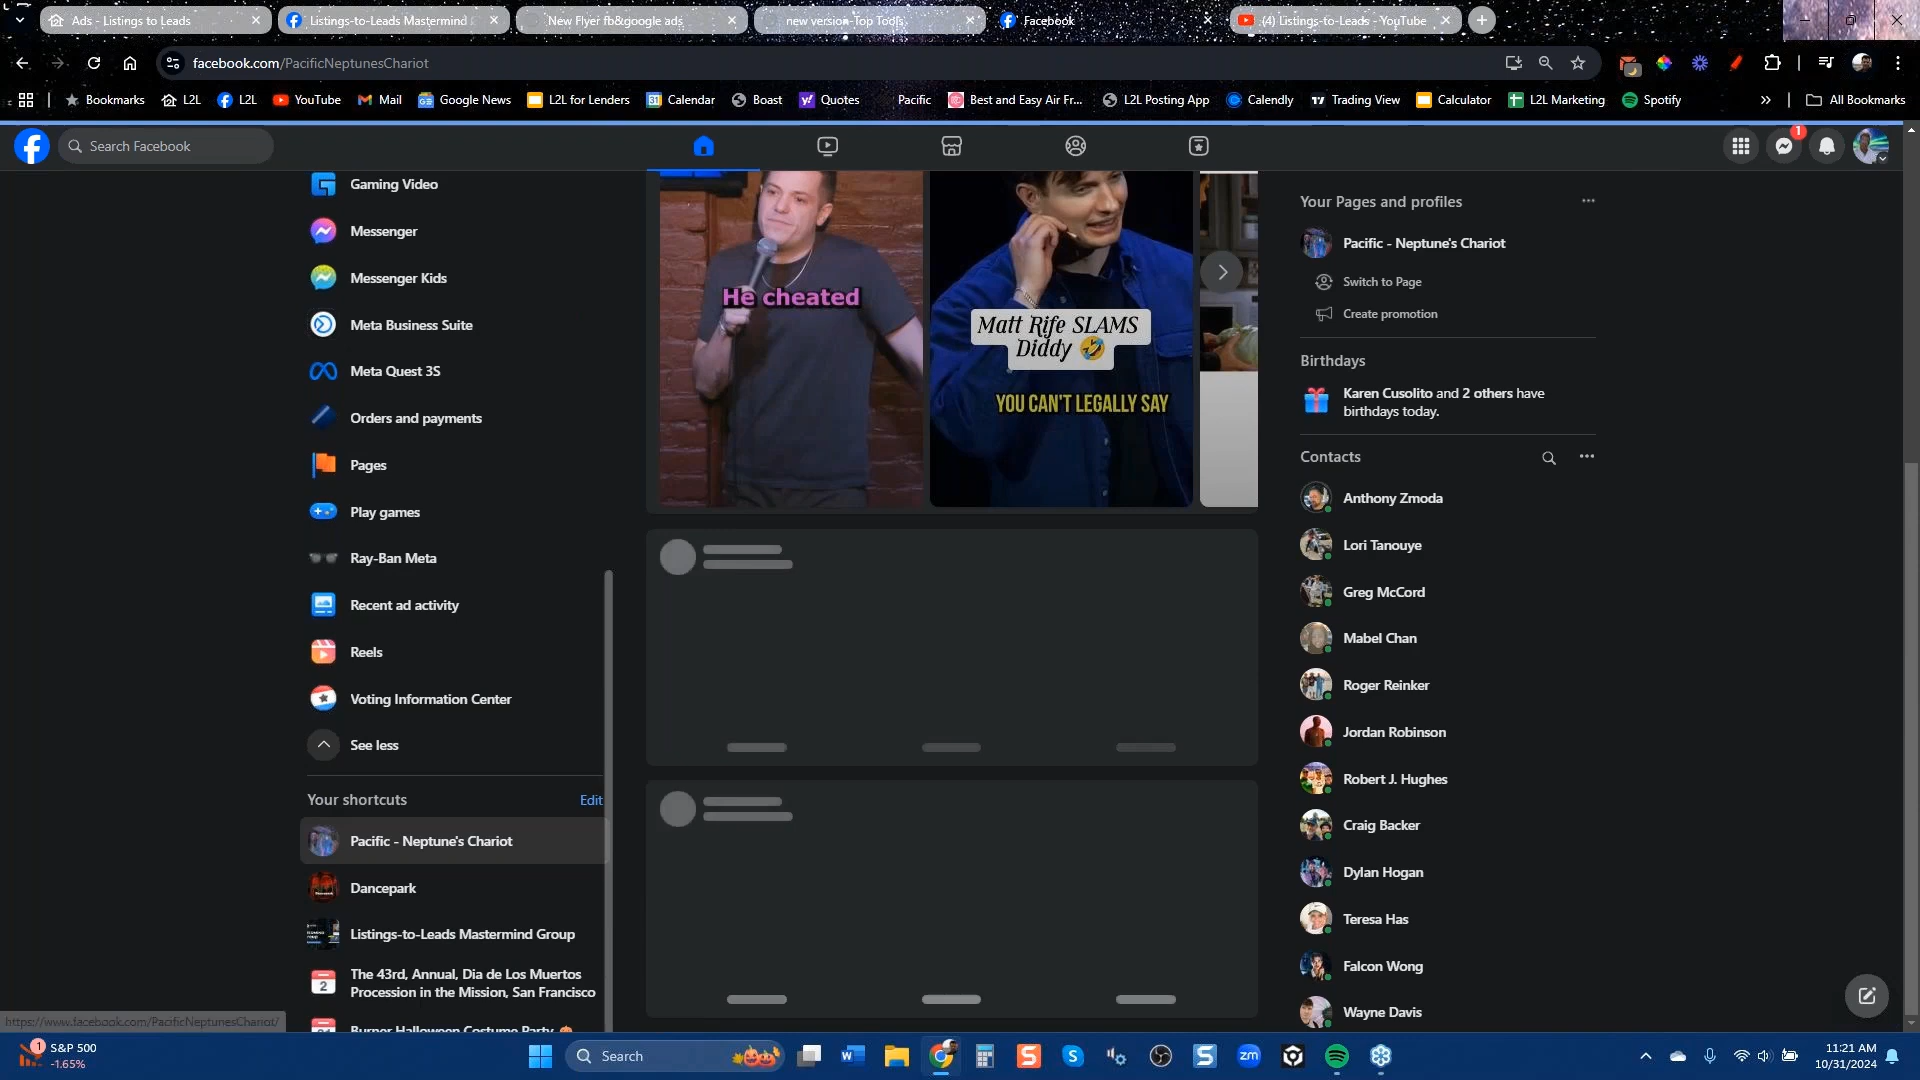 Ads - Listings to Leads
Listings-to-Leads Mastermind
New Flyer fb&google ads
new version-Top Tools
Facebook
(4) Listings-to-Leads - YouTube
facebook.com/PacificNeptunesChariot
Bookmarks
L2L
L2L
YouTube
Mail
Google News
L2L for Lenders
Calendar
Boast
Quotes
Pacific
Best and Easy Air Fr...
L2L Posting App
Calendly
Trading View
Calculator
L2L Marketing
Spotify
All Bookmarks
Search Facebook
1
Gaming Video
Messenger
Messenger Kids
Meta Business Suite
Meta Quest 3S
Orders and payments
Pages
Play games
Ray-Ban Meta
Recent ad activity
Reels
Voting Information Center
See less
Your shortcuts
Edit
Pacific - Neptune's Chariot
Dancepark
Listings-to-Leads Mastermind Group
The 43rd, Annual, Dia de Los Muertos
Procession in the Mission, San Francisco
Burner Halloween Costume Party 🎃
He cheated
Matt Rife SLAMS
Diddy 🤣
YOU CAN'T LEGALLY SAY
Your Pages and profiles
Pacific - Neptune's Chariot
Switch to Page
Create promotion
Birthdays
Karen Cusolito and 2 others have
birthdays today.
Contacts
Anthony Zmoda
Lori Tanouye
Greg McCord
Mabel Chan
Roger Reinker
Jordan Robinson
Robert J. Hughes
Craig Backer
Dylan Hogan
Teresa Has
Falcon Wong
Wayne Davis
https://www.facebook.com/PacificNeptunesChariot/
1
S&P 500
-1.65%
Search
zm
11:21 AM
10/31/2024